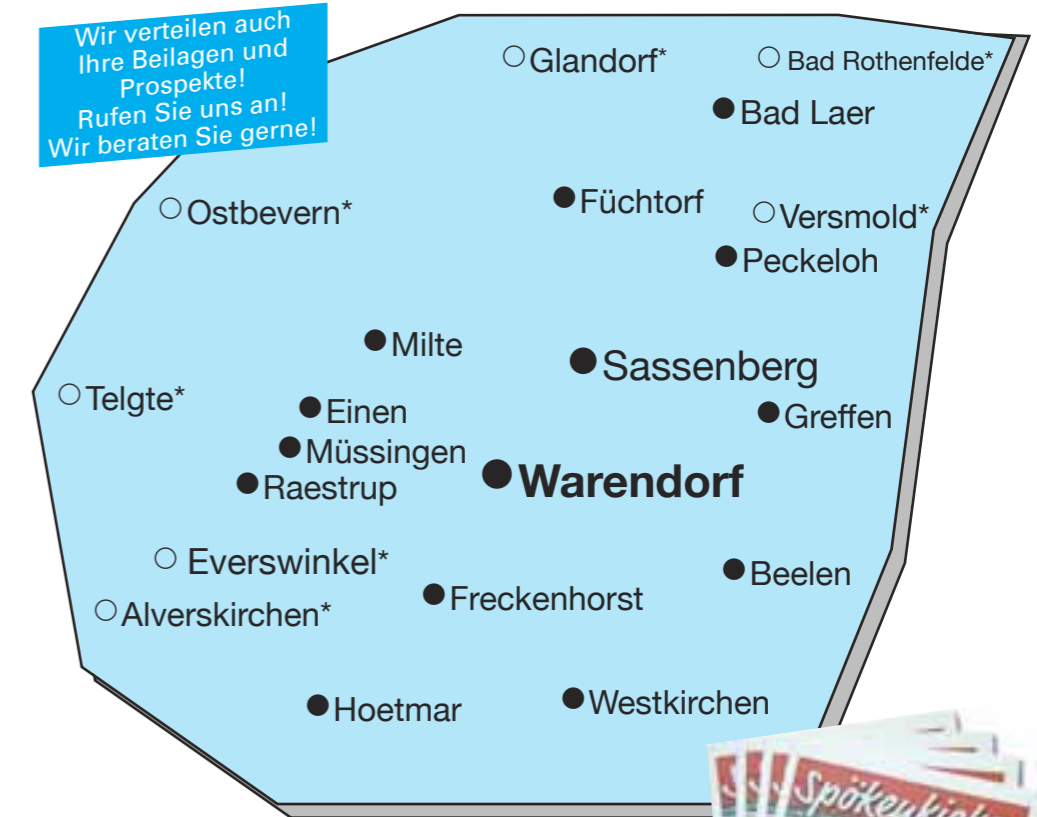 Wir verteilen auch
Ihre Beilagen und
Prospekte!
Rufen Sie uns an!
Wir beraten Sie gerne!
Glandorf*
Bad Rothenfelde*
Bad Laer
Füchtorf
Ostbevern*
Versmold*
Peckeloh
Milte
Sassenberg
Telgte*
Einen
Greffen
Müssingen
Warendorf
Raestrup
Everswinkel*
Beelen
Freckenhorst
Alverskirchen*
Westkirchen
Hoetmar